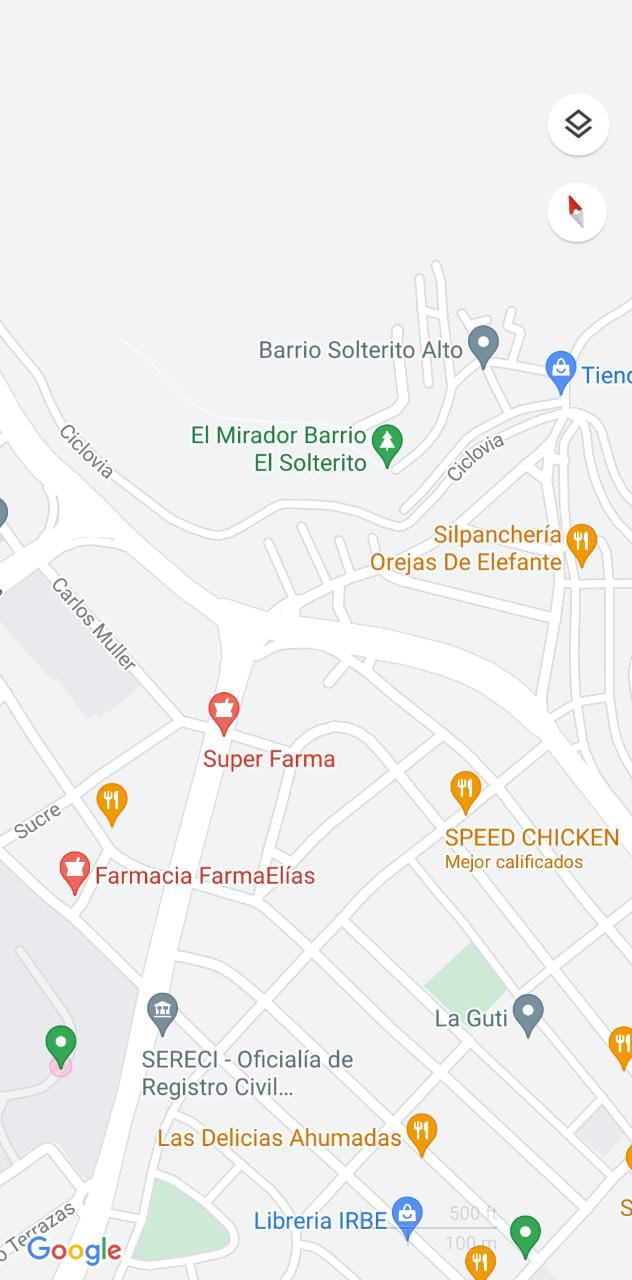 Barrio Solterito Alto
Tienc
El Mirador Barrio
El Solterito
Ciclovia
Ciclovia
Silpanchería
Orejas De Elefante
Carlos Muller
Super Farma
Sucre
SPEED CHICKEN
Mejor calificados
Farmacia FarmaElías
La Guti
SERECI - Oficialía de
Registro Civil...
Las Delicias Ahumadas
S
Libreria IRBE
500 ft
100 m
o Terrazas
Google